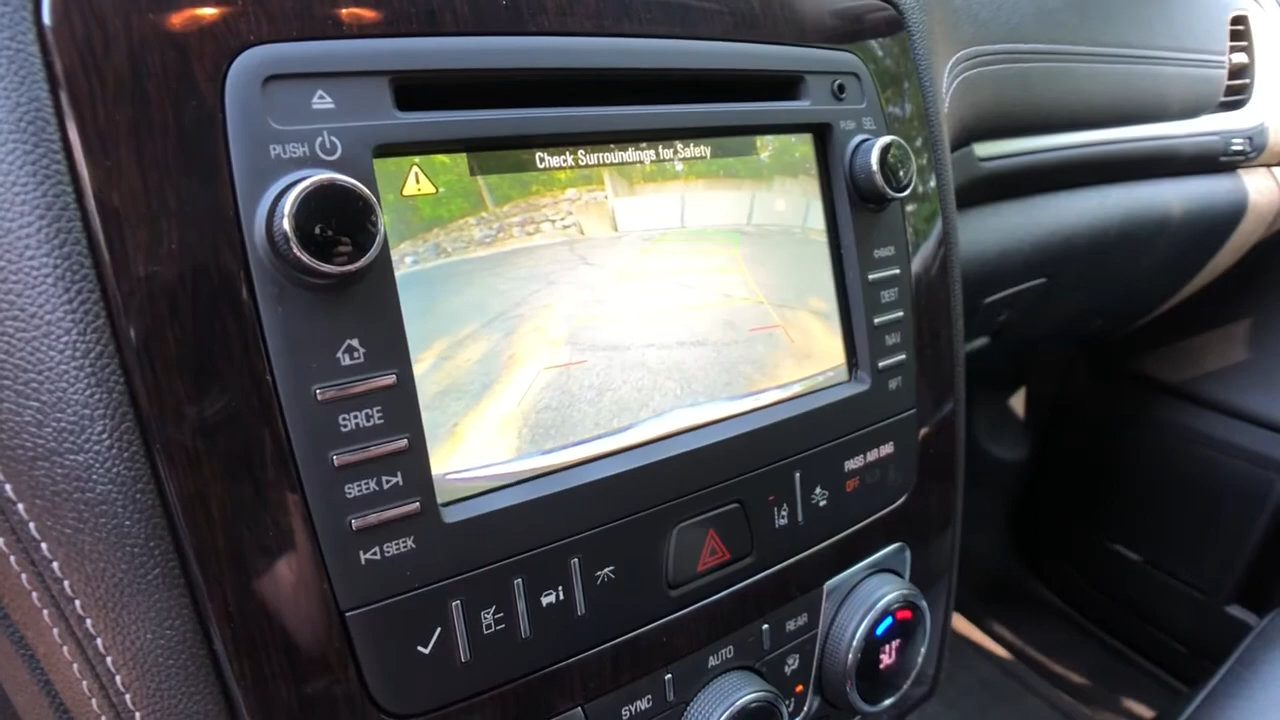 PUSH
Check Surroundings for Safety
PUSH SEL
BACK
DEST
NAV
RPT
SRCE
SEEK
SEEK
PASS AIR BAG
OFF
REAR
AUTO
SYNC